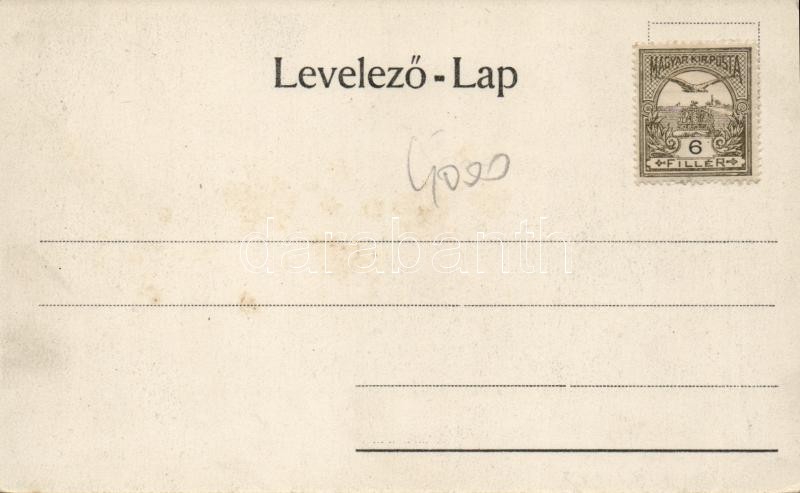 Levelező-Lap
MAGYAR KIR. POSTA
6
FILLÉR
darabanth